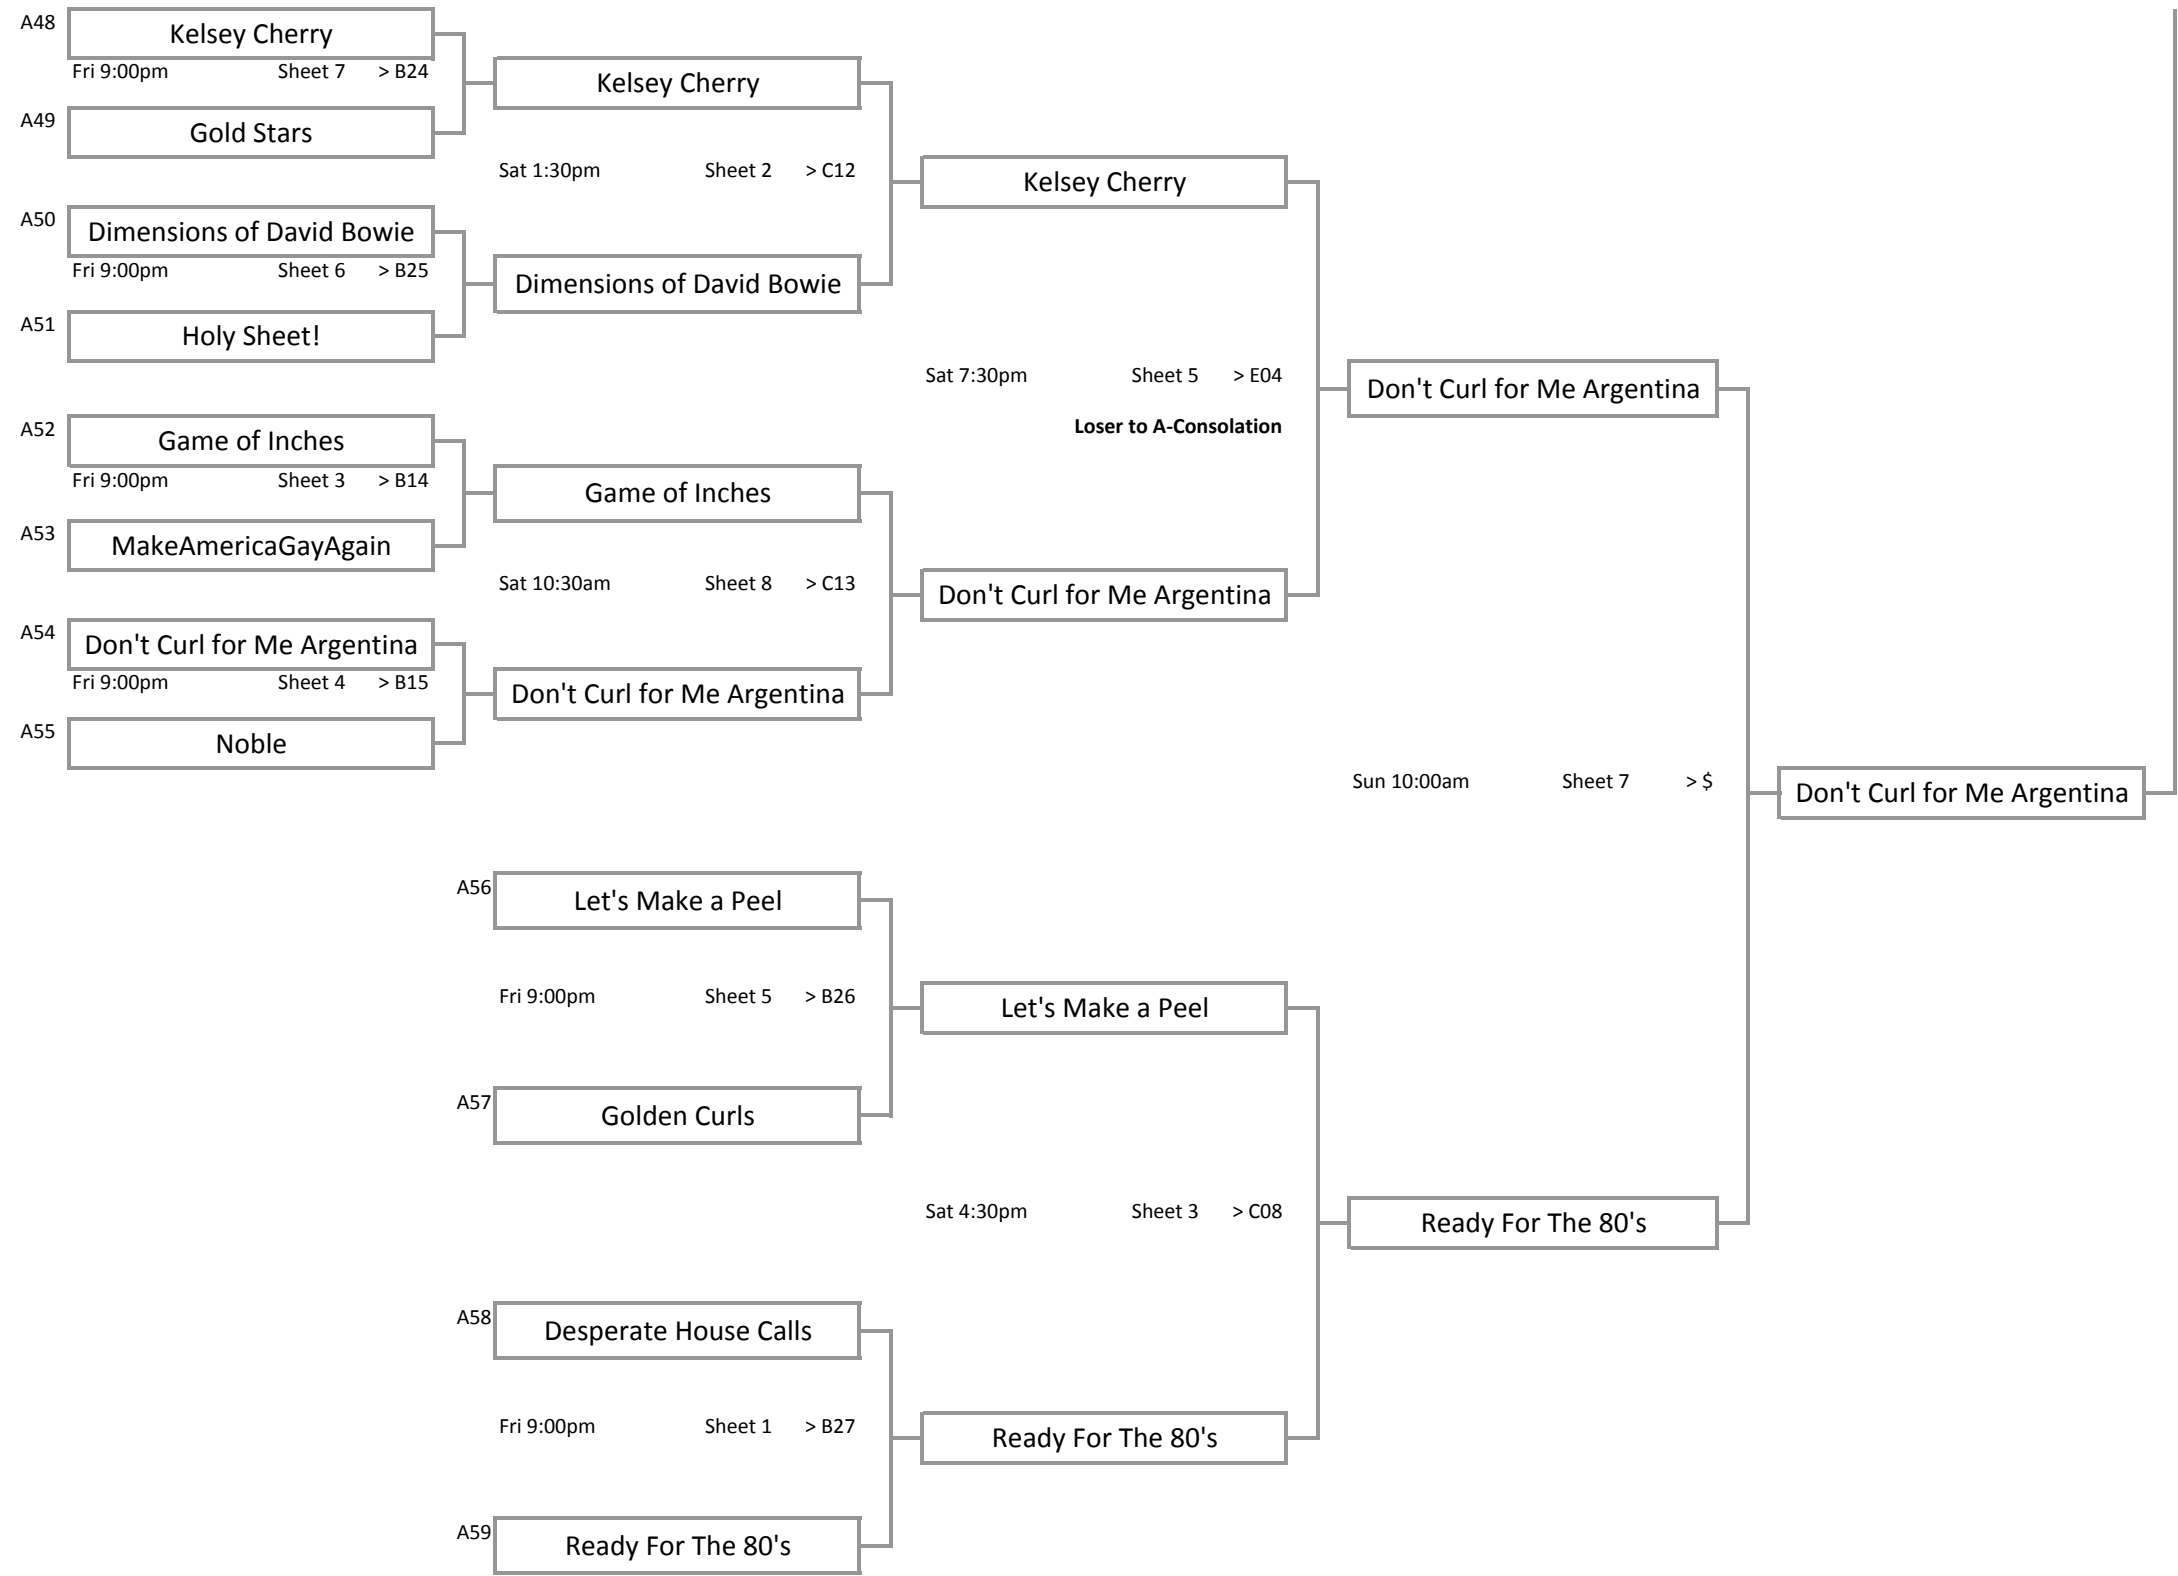 A48
Kelsey Cherry
Fri 9:00pm Sheet 7 > B24
Kelsey Cherry
A49
Gold Stars
Sat 1:30pm Sheet 2 > C12
Kelsey Cherry
A50
Dimensions of David Bowie
Fri 9:00pm Sheet 6 > B25
Dimensions of David Bowie
A51
Holy Sheet!
Sat 7:30pm Sheet 5 > E04
Don't Curl for Me Argentina
Loser to A-Consolation
A52
Game of Inches
Fri 9:00pm Sheet 3 > B14
Game of Inches
A53
MakeAmericaGayAgain
Sat 10:30am Sheet 8 > C13
Don't Curl for Me Argentina
A54
Don't Curl for Me Argentina
Fri 9:00pm Sheet 4 > B15
Don't Curl for Me Argentina
A55
Noble
Sun 10:00am Sheet 7 > $
Don't Curl for Me Argentina
A56
Let's Make a Peel
Fri 9:00pm Sheet 5 > B26
Let's Make a Peel
A57
Golden Curls
Sat 4:30pm Sheet 3 > C08
Ready For The 80's
A58
Desperate House Calls
Fri 9:00pm Sheet 1 > B27
Ready For The 80's
A59
Ready For The 80's